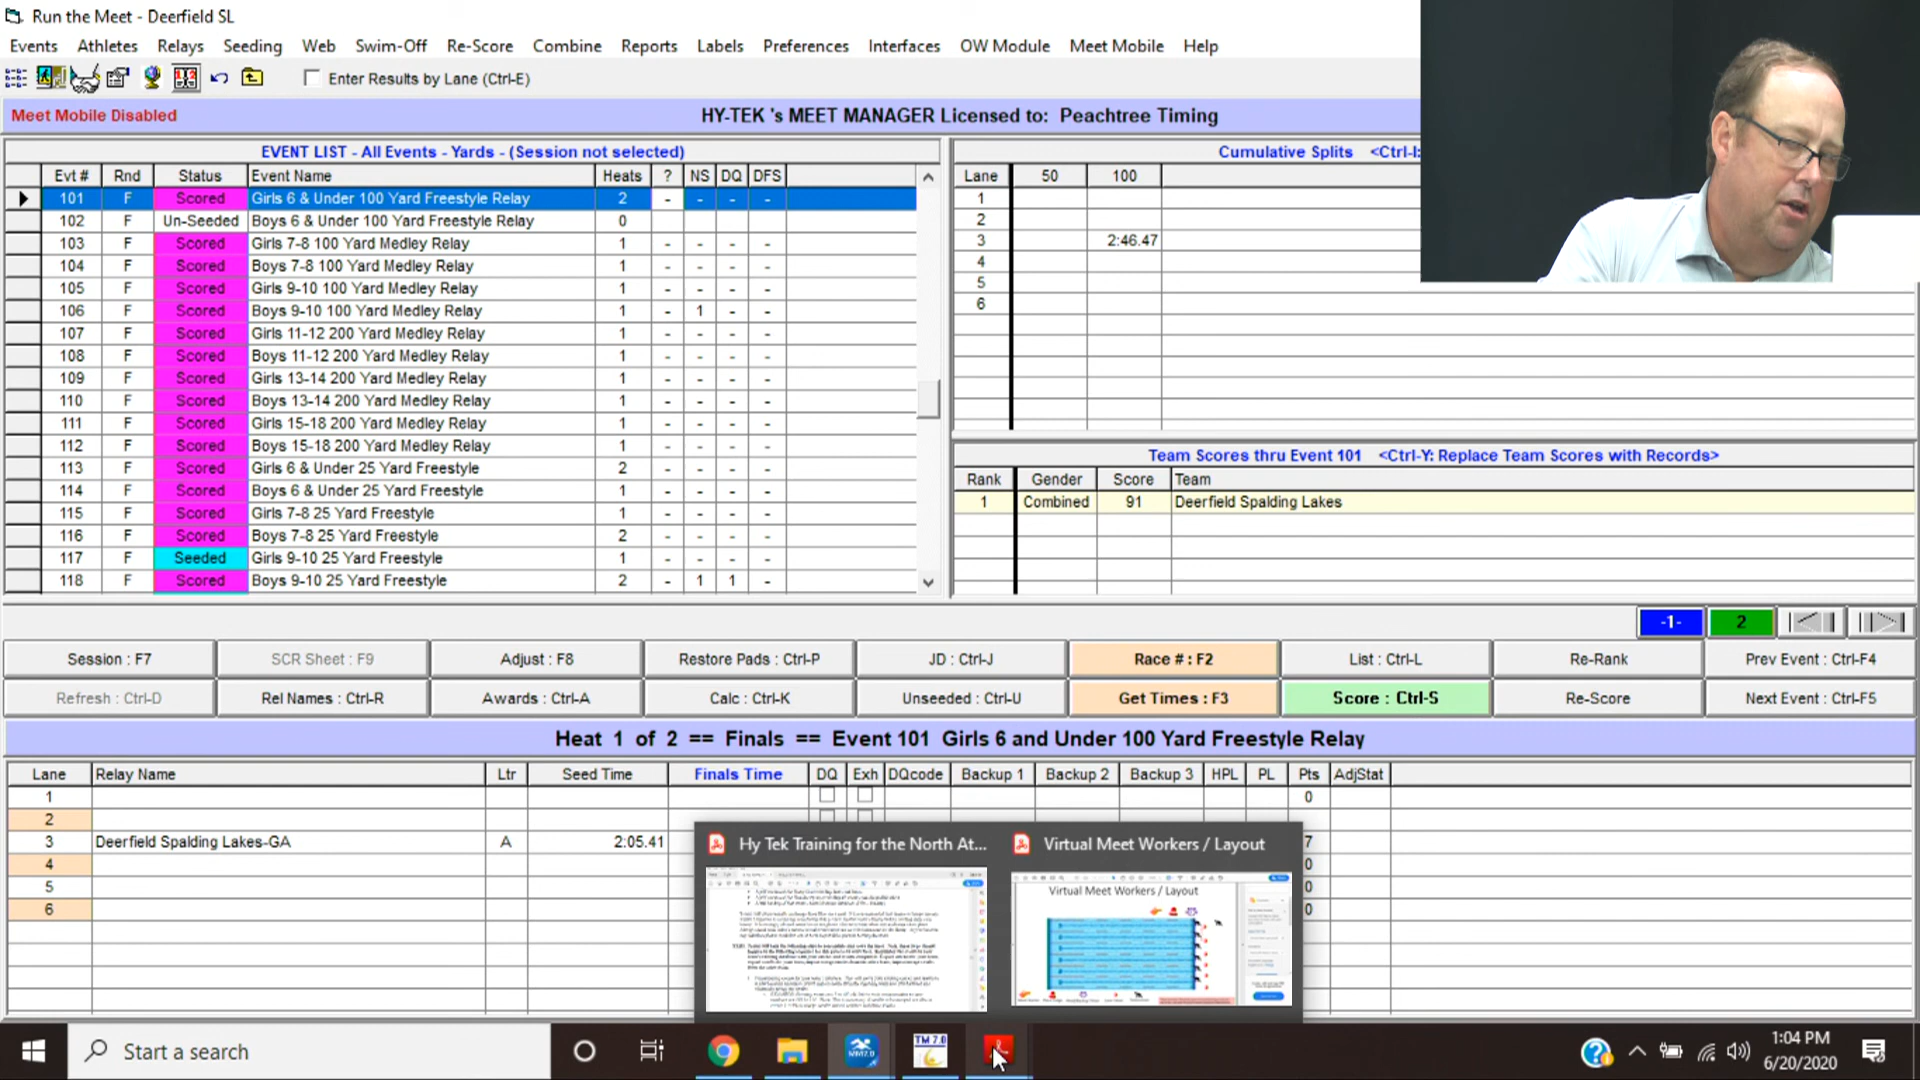 Run the Meet - Deerfield SL
Events Athletes Relays Seeding Web Swim-Off Re-Score Combine Reports Labels Preferences Interfaces OW Module Meet Mobile Help
Enter Results by Lane (Ctrl-E)
Meet Mobile Disabled HY-TEK 's MEET MANAGER Licensed to: Peachtree Timing
EVENT LIST - All Events - Yards - (Session not selected)
Evt # Rnd Status Event Name Heats ? NS DQ DFS
101 F Scored Girls 6 & Under 100 Yard Freestyle Relay 2 - - - -
102 F Un-Seeded Boys 6 & Under 100 Yard Freestyle Relay 0
103 F Scored Girls 7-8 100 Yard Medley Relay 1 - - - -
104 F Scored Boys 7-8 100 Yard Medley Relay 1 - - - -
105 F Scored Girls 9-10 100 Yard Medley Relay 1 - - - -
106 F Scored Boys 9-10 100 Yard Medley Relay 1 - 1 - -
107 F Scored Girls 11-12 200 Yard Medley Relay 1 - - - -
108 F Scored Boys 11-12 200 Yard Medley Relay 1 - - - -
109 F Scored Girls 13-14 200 Yard Medley Relay 1 - - - -
110 F Scored Boys 13-14 200 Yard Medley Relay 1 - - - -
111 F Scored Girls 15-18 200 Yard Medley Relay 1 - - - -
112 F Scored Boys 15-18 200 Yard Medley Relay 1 - - - -
113 F Scored Girls 6 & Under 25 Yard Freestyle 2 - - - -
114 F Scored Boys 6 & Under 25 Yard Freestyle 1 - - - -
115 F Scored Girls 7-8 25 Yard Freestyle 1 - - - -
116 F Scored Boys 7-8 25 Yard Freestyle 2 - - - -
117 F Seeded Girls 9-10 25 Yard Freestyle 1 - - - -
118 F Scored Boys 9-10 25 Yard Freestyle 2 - 1 1 -
Cumulative Splits <Ctrl-I:
Lane 50 100
1
2
3 2:46.47
4
5
6
Team Scores thru Event 101 <Ctrl-Y: Replace Team Scores with Records>
Rank Gender Score Team
1 Combined 91 Deerfield Spalding Lakes
-1- 2
Session : F7 SCR Sheet : F9 Adjust : F8 Restore Pads : Ctrl-P JD : Ctrl-J Race # : F2 List : Ctrl-L Re-Rank Prev Event : Ctrl-F4
Refresh : Ctrl-D Rel Names : Ctrl-R Awards : Ctrl-A Calc : Ctrl-K Unseeded : Ctrl-U Get Times : F3 Score : Ctrl-S Re-Score Next Event : Ctrl-F5
Heat 1 of 2 == Finals == Event 101 Girls 6 and Under 100 Yard Freestyle Relay
Lane Relay Name Ltr Seed Time Finals Time DQ Exh DQcode Backup 1 Backup 2 Backup 3 HPL PL Pts AdjStat
1 0
2
3 Deerfield Spalding Lakes-GA A 2:05.41 7
4 0
5 0
6 0
Hy Tek Training for the North At... Virtual Meet Workers / Layout
Virtual Meet Workers / Layout
Start a search
MM7.0
TM 7.0
1:04 PM
6/20/2020